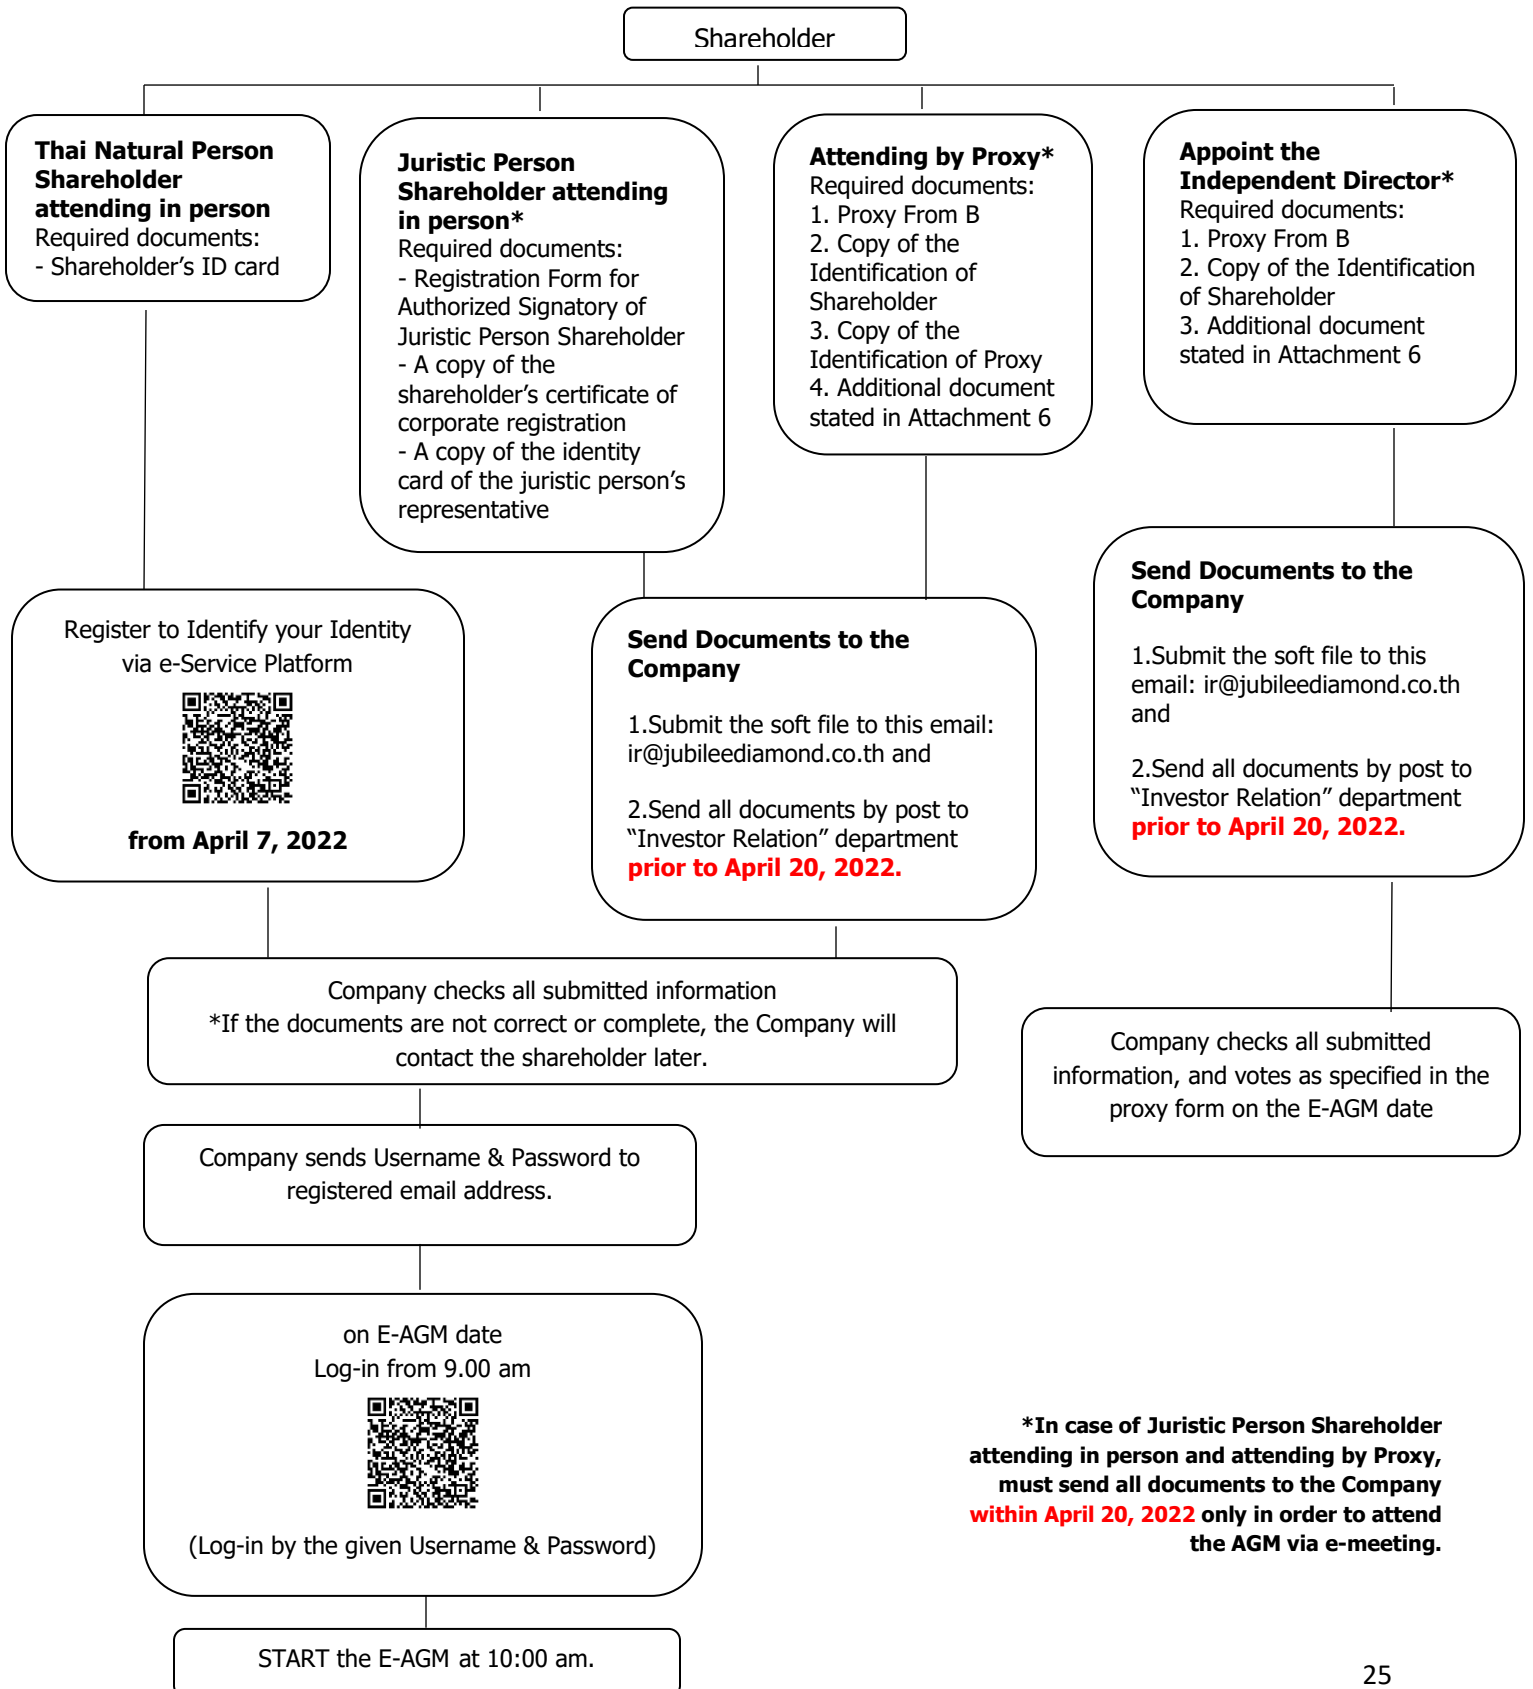 Shareholder
Thai Natural Person
Shareholder
attending in person
Required documents:
- Shareholder’s ID card
Juristic Person
Shareholder attending
in person*
Required documents:
- Registration Form for
Authorized Signatory of
Juristic Person Shareholder
- A copy of the
shareholder’s certificate of
corporate registration
- A copy of the identity
card of the juristic person’s
representative
Attending by Proxy*
Required documents:
1. Proxy From B
2. Copy of the
Identification of
Shareholder
3. Copy of the
Identification of Proxy
4. Additional document
stated in Attachment 6
Appoint the
Independent Director*
Required documents:
1. Proxy From B
2. Copy of the Identification
of Shareholder
3. Additional document
stated in Attachment 6
Register to Identify your Identity
via e-Service Platform
from April 7, 2022
Send Documents to the
Company
1.Submit the soft file to this email:
ir@jubileediamond.co.th and
2.Send all documents by post to
“Investor Relation” department
prior to April 20, 2022.
Send Documents to the
Company
1.Submit the soft file to this
email: ir@jubileediamond.co.th
and
2.Send all documents by post to
“Investor Relation” department
prior to April 20, 2022.
Company checks all submitted information
*If the documents are not correct or complete, the Company will
contact the shareholder later.
Company checks all submitted
information, and votes as specified in the
proxy form on the E-AGM date
Company sends Username & Password to
registered email address.
on E-AGM date
Log-in from 9.00 am
(Log-in by the given Username & Password)
*In case of Juristic Person Shareholder
attending in person and attending by Proxy,
must send all documents to the Company
within April 20, 2022 only in order to attend
the AGM via e-meeting.
START the E-AGM at 10:00 am.
25